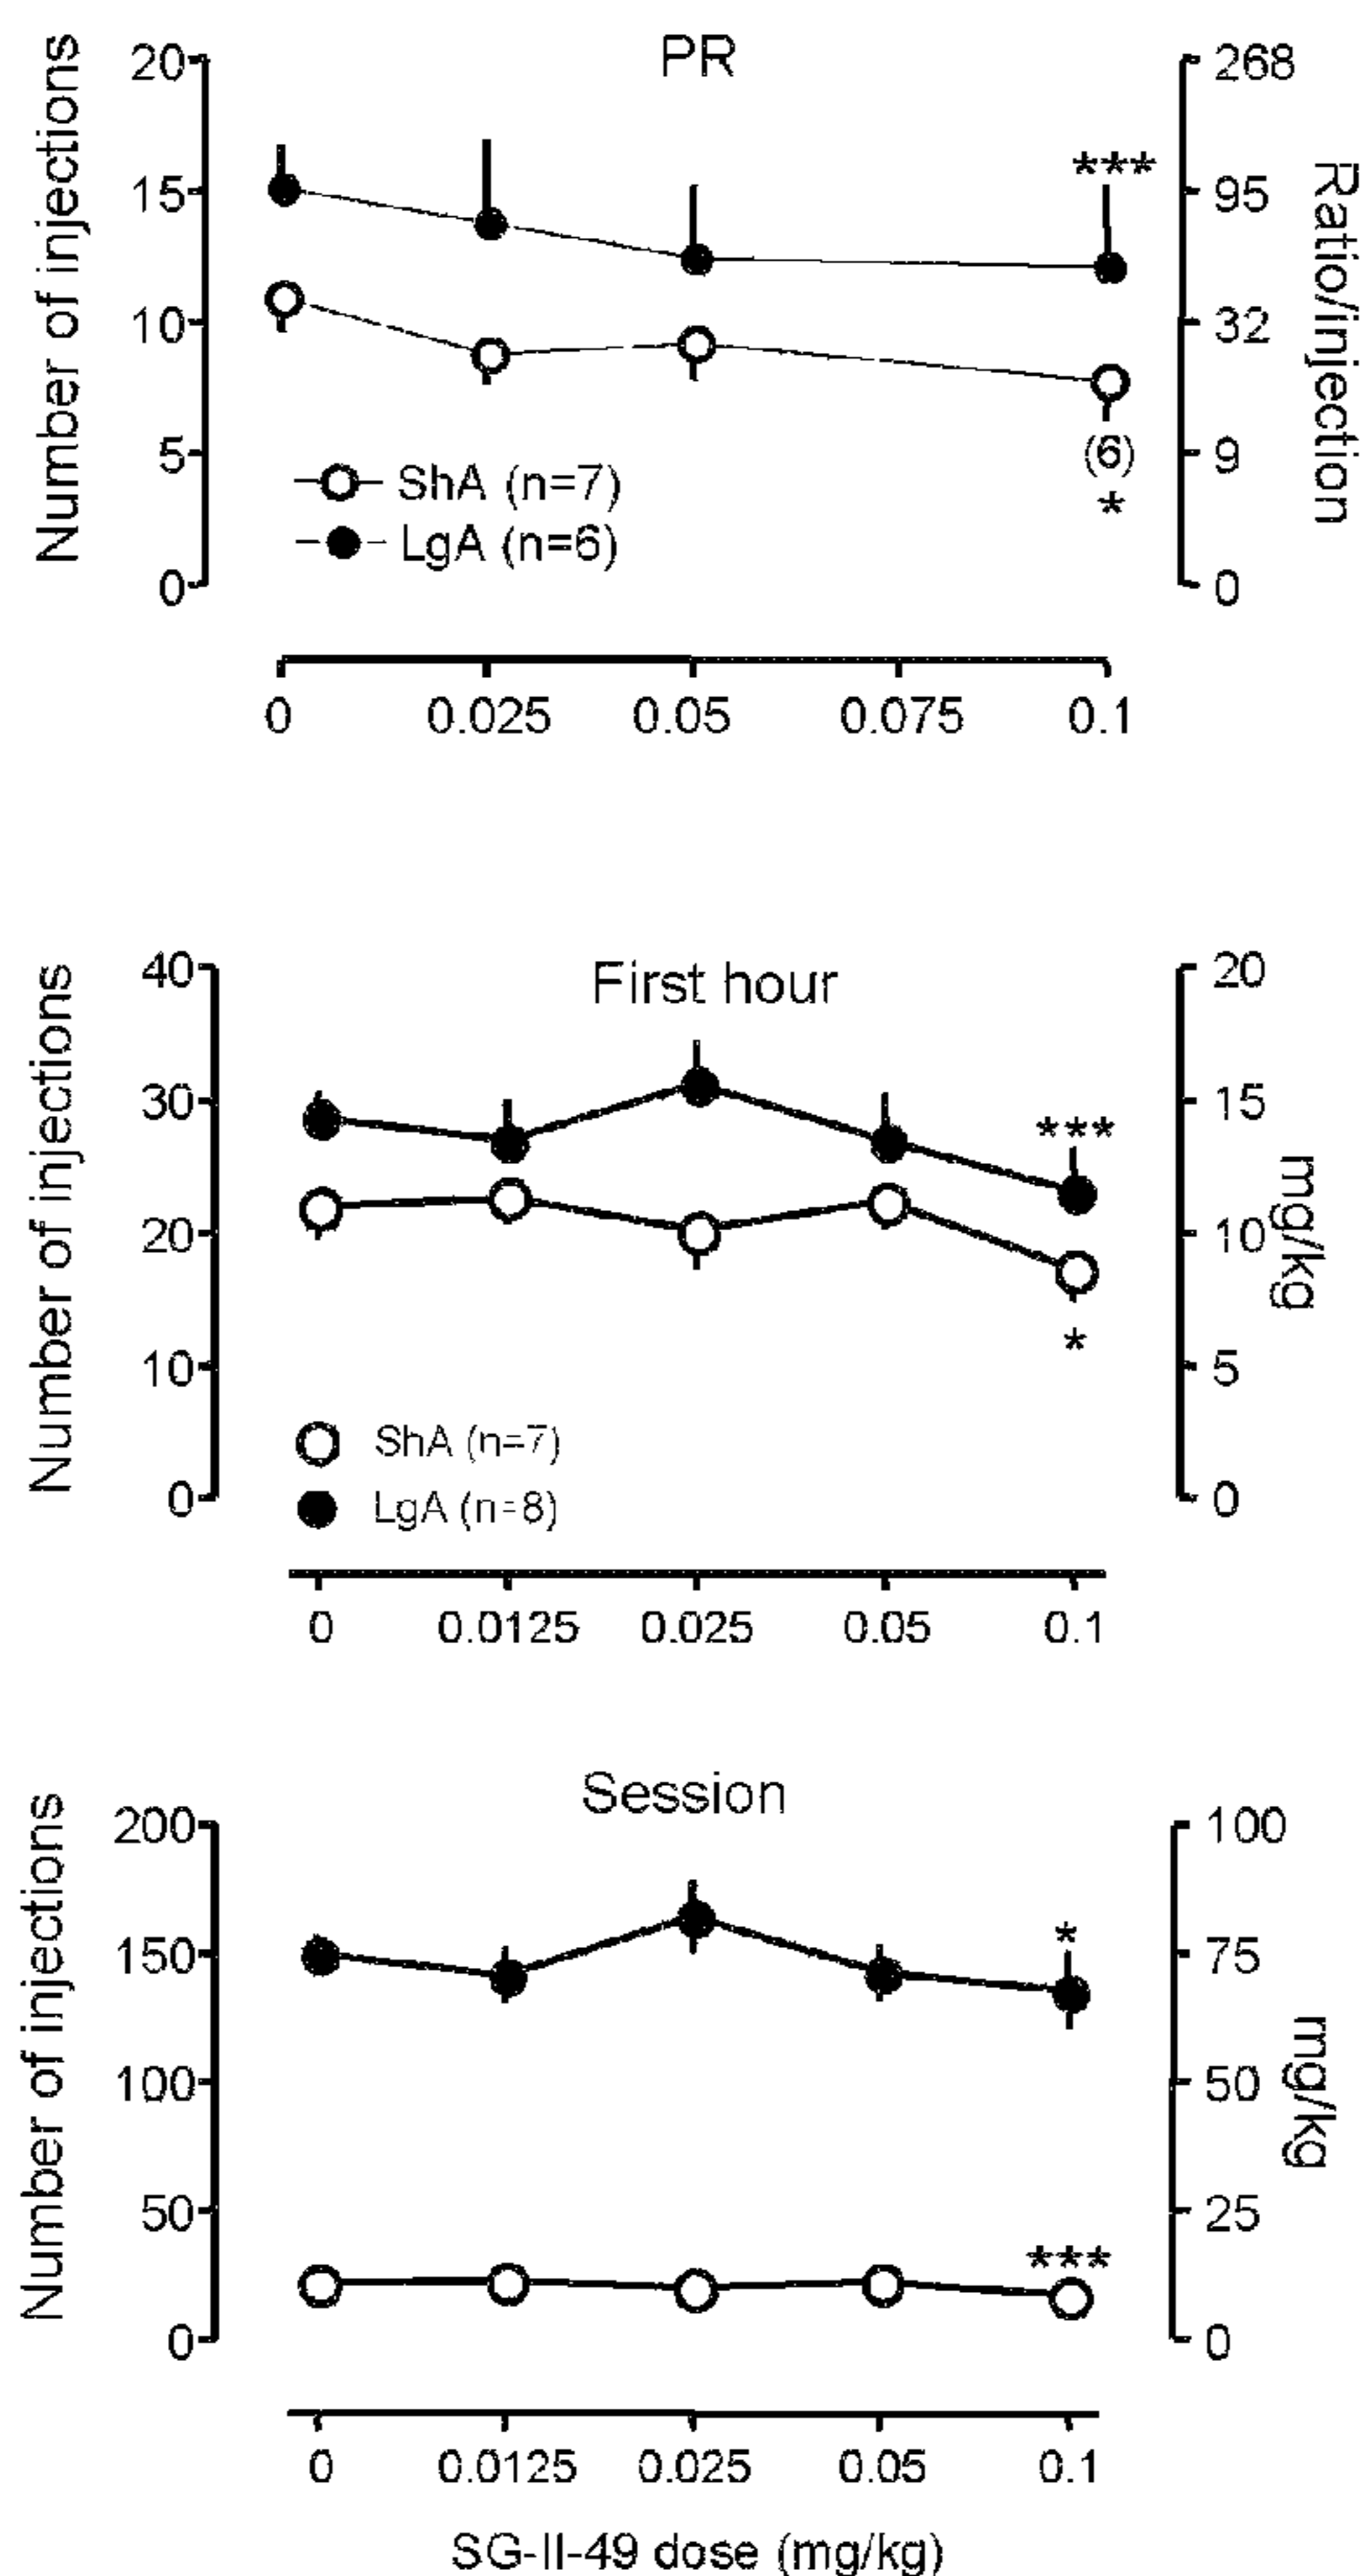 PR
Number of injections
20
15
10
5
0
268
95
32
9
0
Ratio/injection
***
(6)
*
ShA (n=7)
LgA (n=6)
0 0.025 0.05 0.075 0.1
First hour
Number of injections
40
30
20
10
0
20
15
10
5
0
mg/kg
***
*
ShA (n=7)
LgA (n=8)
0 0.0125 0.025 0.05 0.1
Session
Number of injections
200
150
100
50
0
100
75
50
25
0
mg/kg
*
***
0 0.0125 0.025 0.05 0.1
SG-II-49 dose (mg/kg)